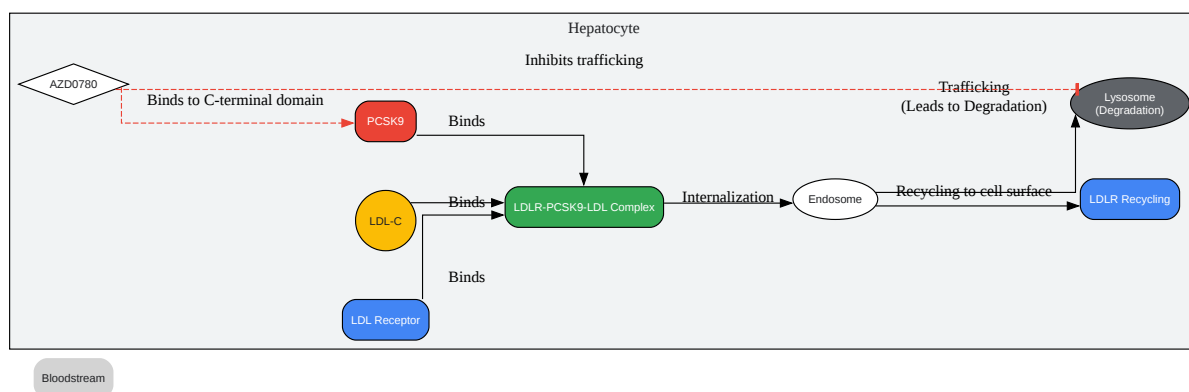 Hepatocyte
Inhibits trafficking
AZD0780
Binds to C-terminal domain
Trafficking
(Leads to Degradation)
Lysosome
(Degradation)
PCSK9
Binds
LDL-C
Binds
LDLR-PCSK9-LDL Complex
Internalization
Endosome
Recycling to cell surface
LDLR Recycling
Binds
LDL Receptor
Bloodstream